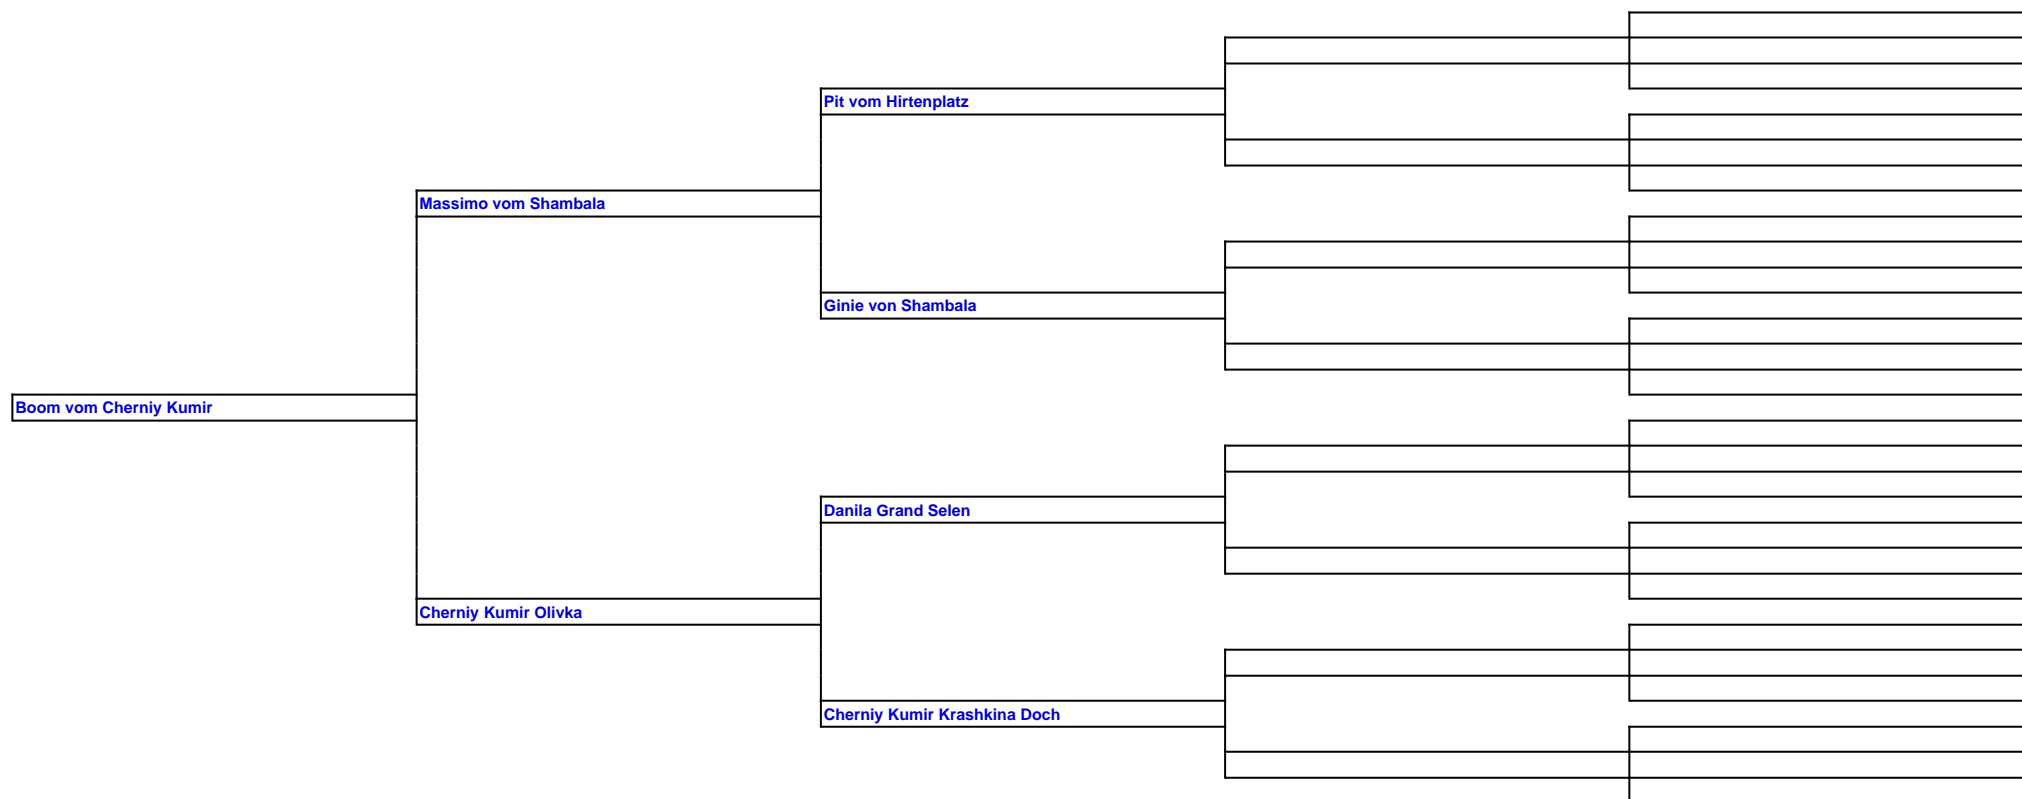 Pit vom Hirtenplatz
Massimo vom Shambala
Ginie von Shambala
Boom vom Cherniy Kumir
Danila Grand Selen
Cherniy Kumir Olivka
Cherniy Kumir Krashkina Doch